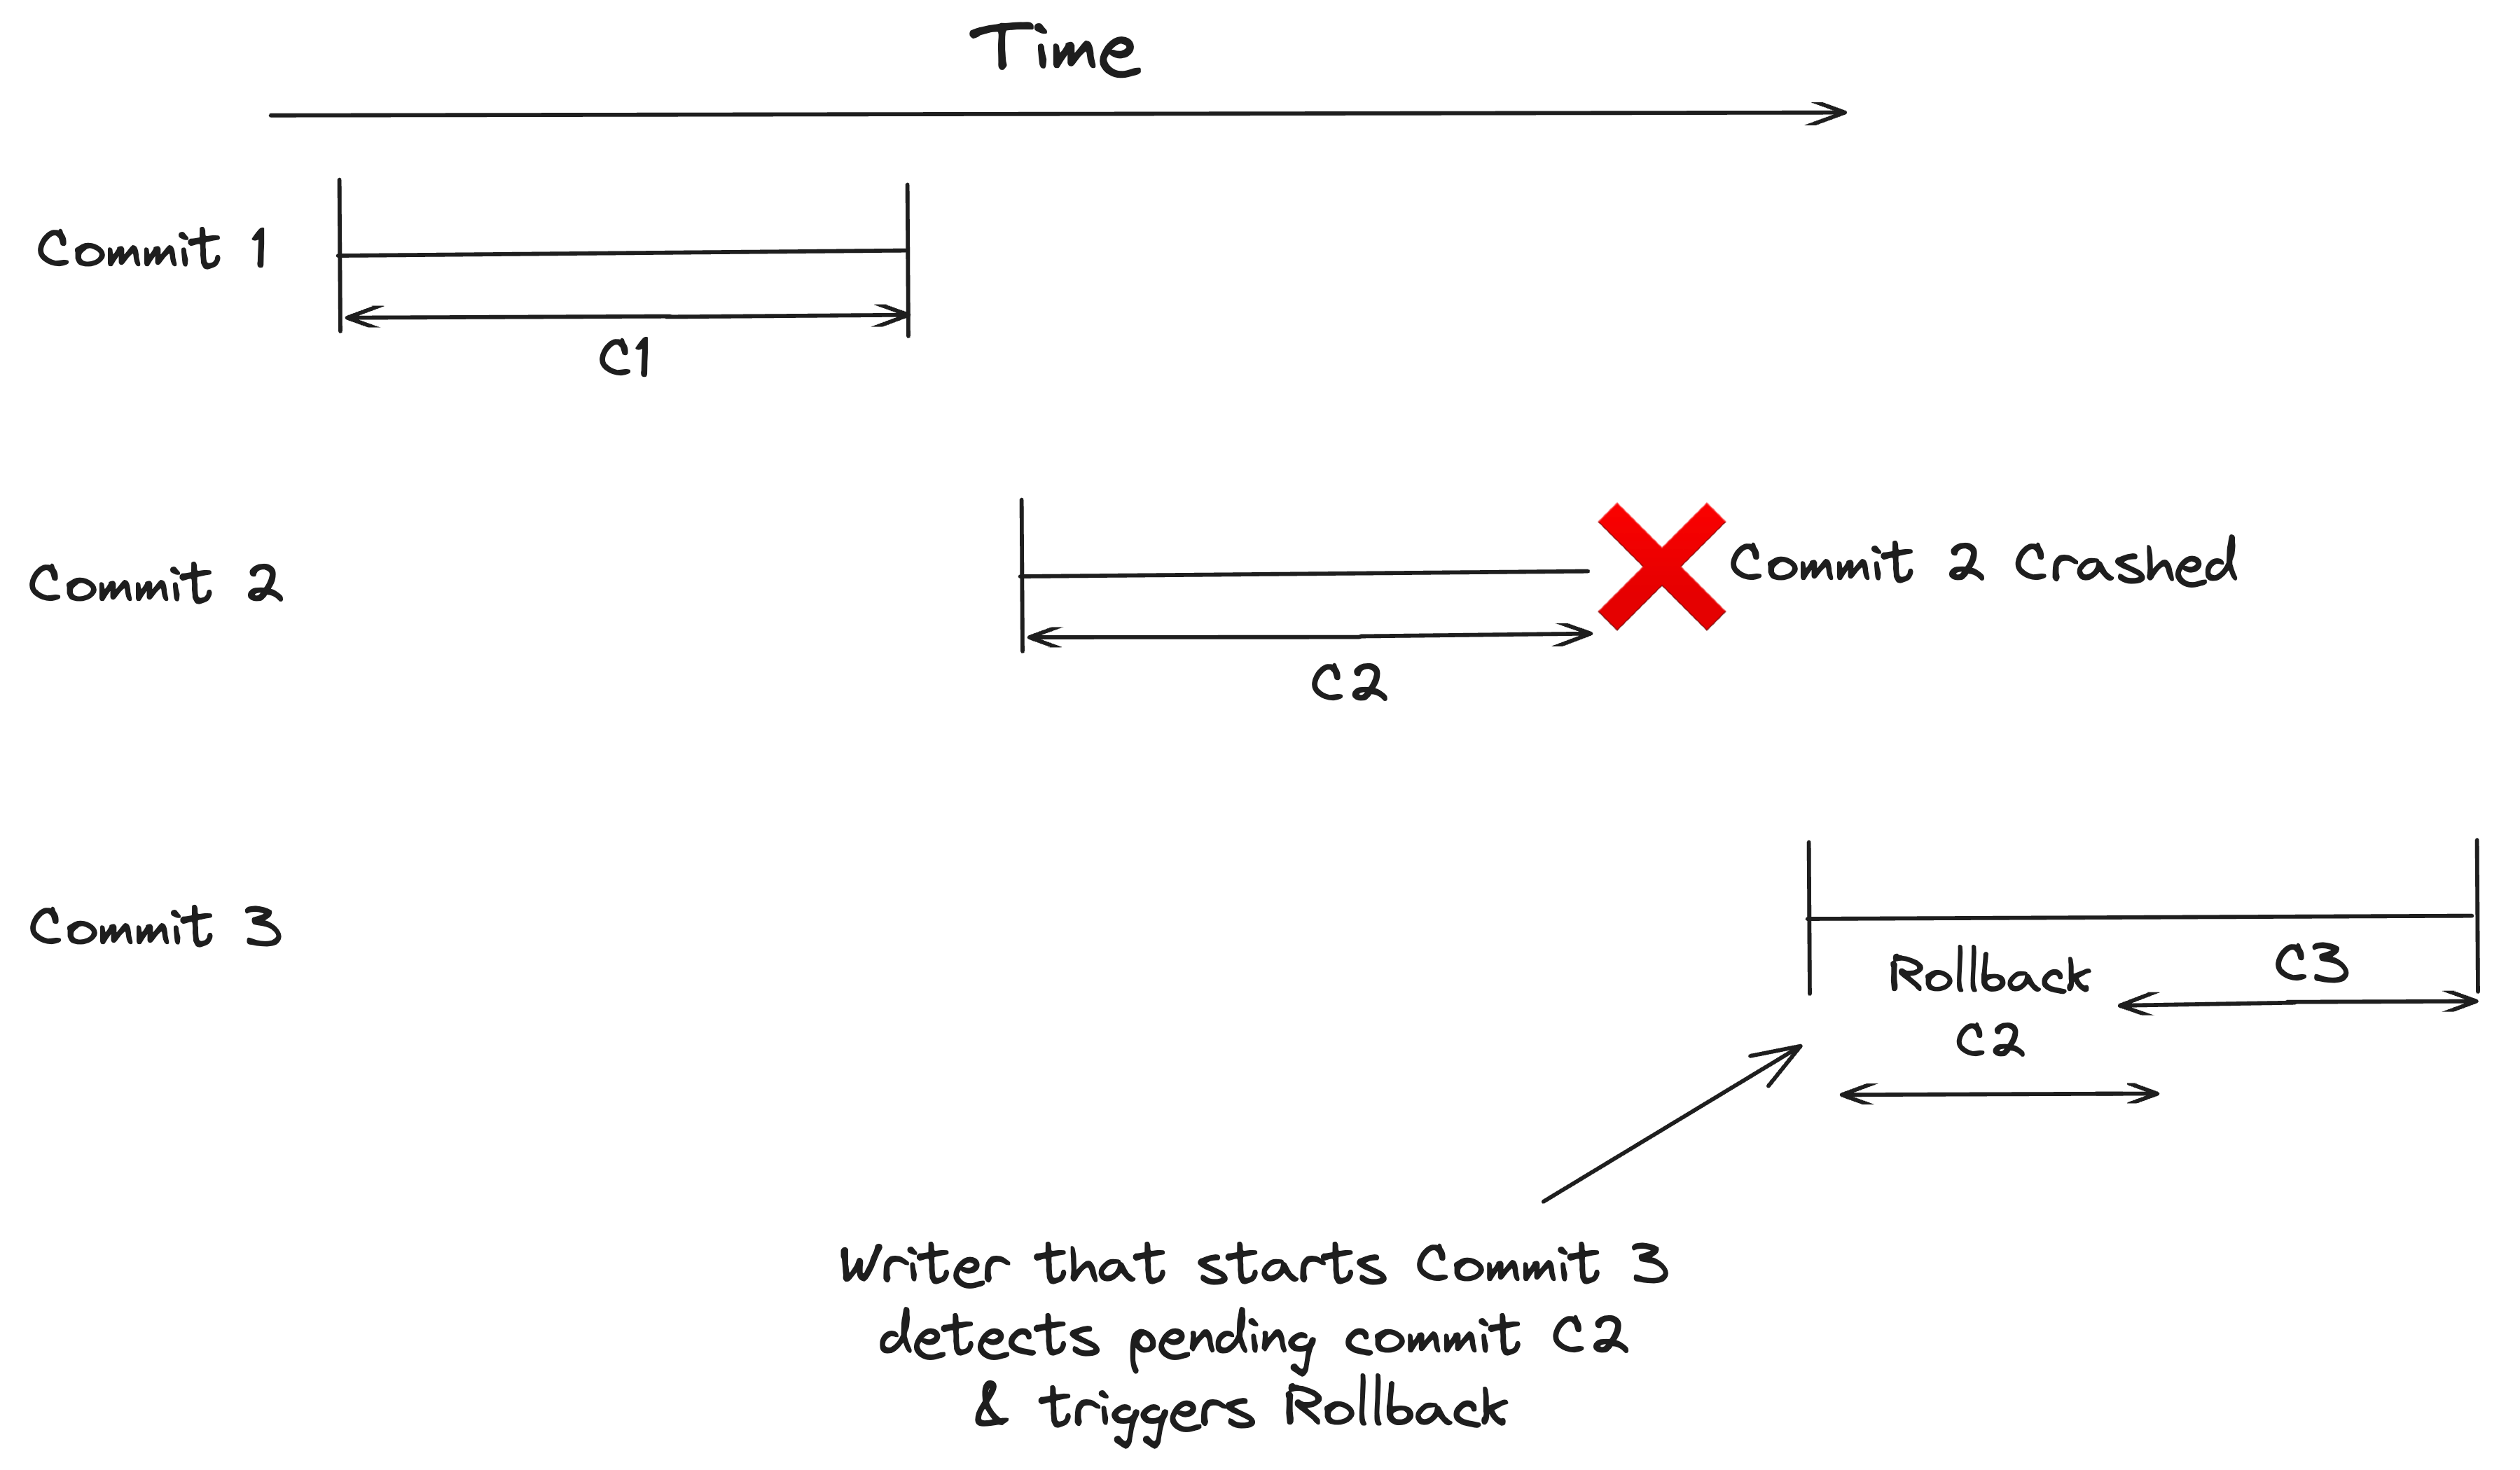 Time
Commit 1
C1
Commit 2
Commit 2 Crashed
C2
Commit 3
Rollback
C2
C3
Writer that starts Commit 3
detects pending commit C2
& triggers Rollback